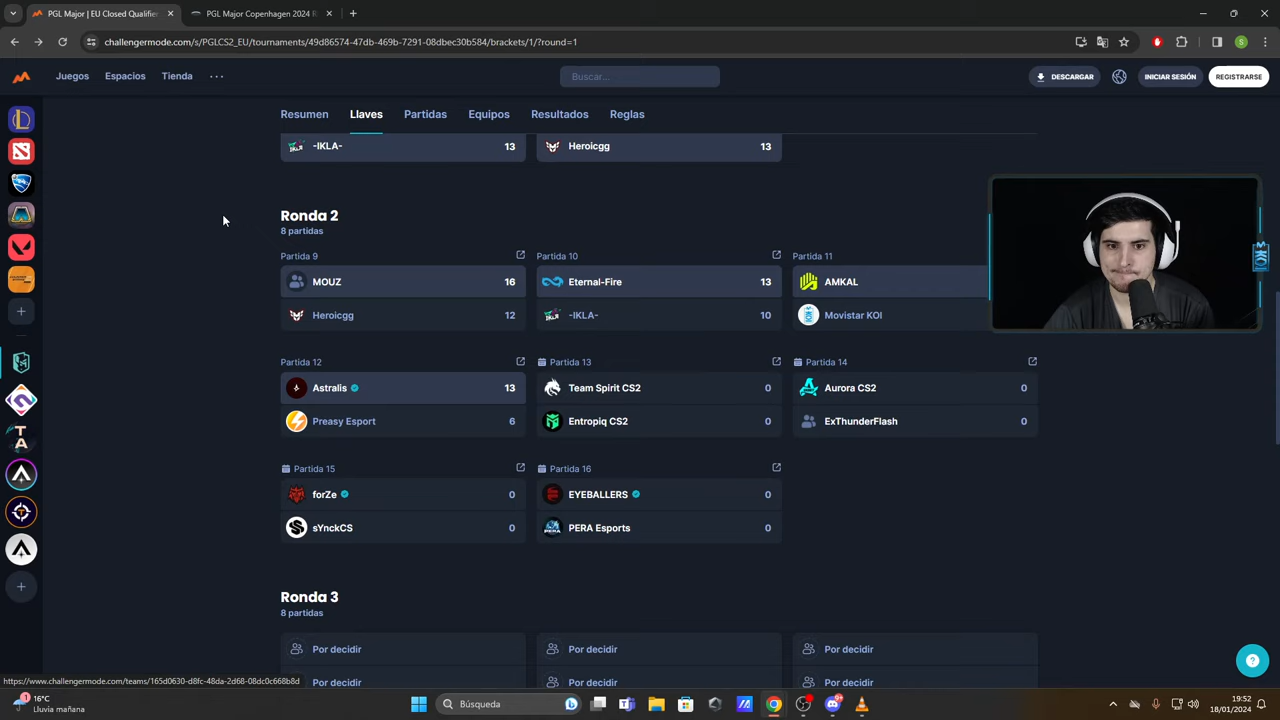 PGL Major | EU Closed Qualifier
PGL Major Copenhagen 2024 R
challengermode.com/s/PGLCS2_EU/tournaments/49d86574-47db-469b-7291-08dbec30b584/brackets/1/?round=1
Juegos Espacios Tienda
Buscar...
DESCARGAR INICIAR SESIÓN REGISTRARSE
Resumen Llaves Partidas Equipos Resultados Reglas
-IKLA- 13
Heroicgg 13
Ronda 2
8 partidas
Partida 9
MOUZ 16
Heroicgg 12
Partida 10
Eternal-Fire 13
-IKLA- 10
Partida 11
AMKAL
Movistar KOI
Partida 12
Astralis 13
Preasy Esport 6
Partida 13
Team Spirit CS2 0
Entropiq CS2 0
Partida 14
Aurora CS2 0
ExThunderFlash 0
Partida 15
forZe 0
sYnckCS 0
Partida 16
EYEBALLERS 0
PERA Esports 0
Ronda 3
8 partidas
Por decidir Por decidir Por decidir
Por decidir Por decidir Por decidir
https://www.challengermode.com/teams/165d0630-d8fc-48da-2d68-08dc0c668b8d
16°C
Lluvia mañana
Búsqueda
19:52
18/01/2024